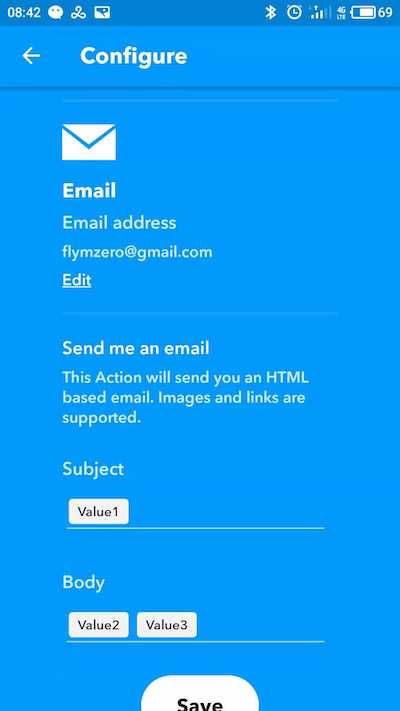 08:42 4G LTE 69
Configure
Email
Email address
flymzero@gmail.com
Edit
Send me an email
This Action will send you an HTML
based email. Images and links are
supported.
Subject
Value1
Body
Value2 Value3
Save